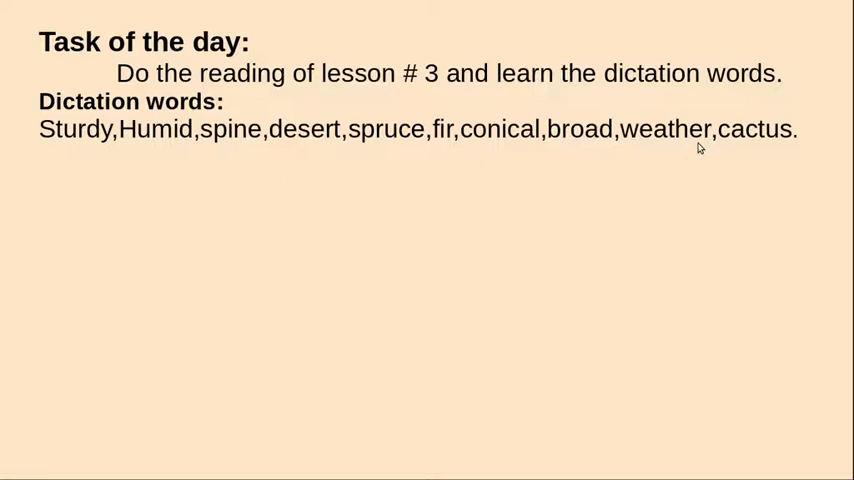 Task of the day:
Do the reading of lesson # 3 and learn the dictation words.
Dictation words:
Sturdy,Humid,spine,desert,spruce,fir,conical,broad,weather,cactus.